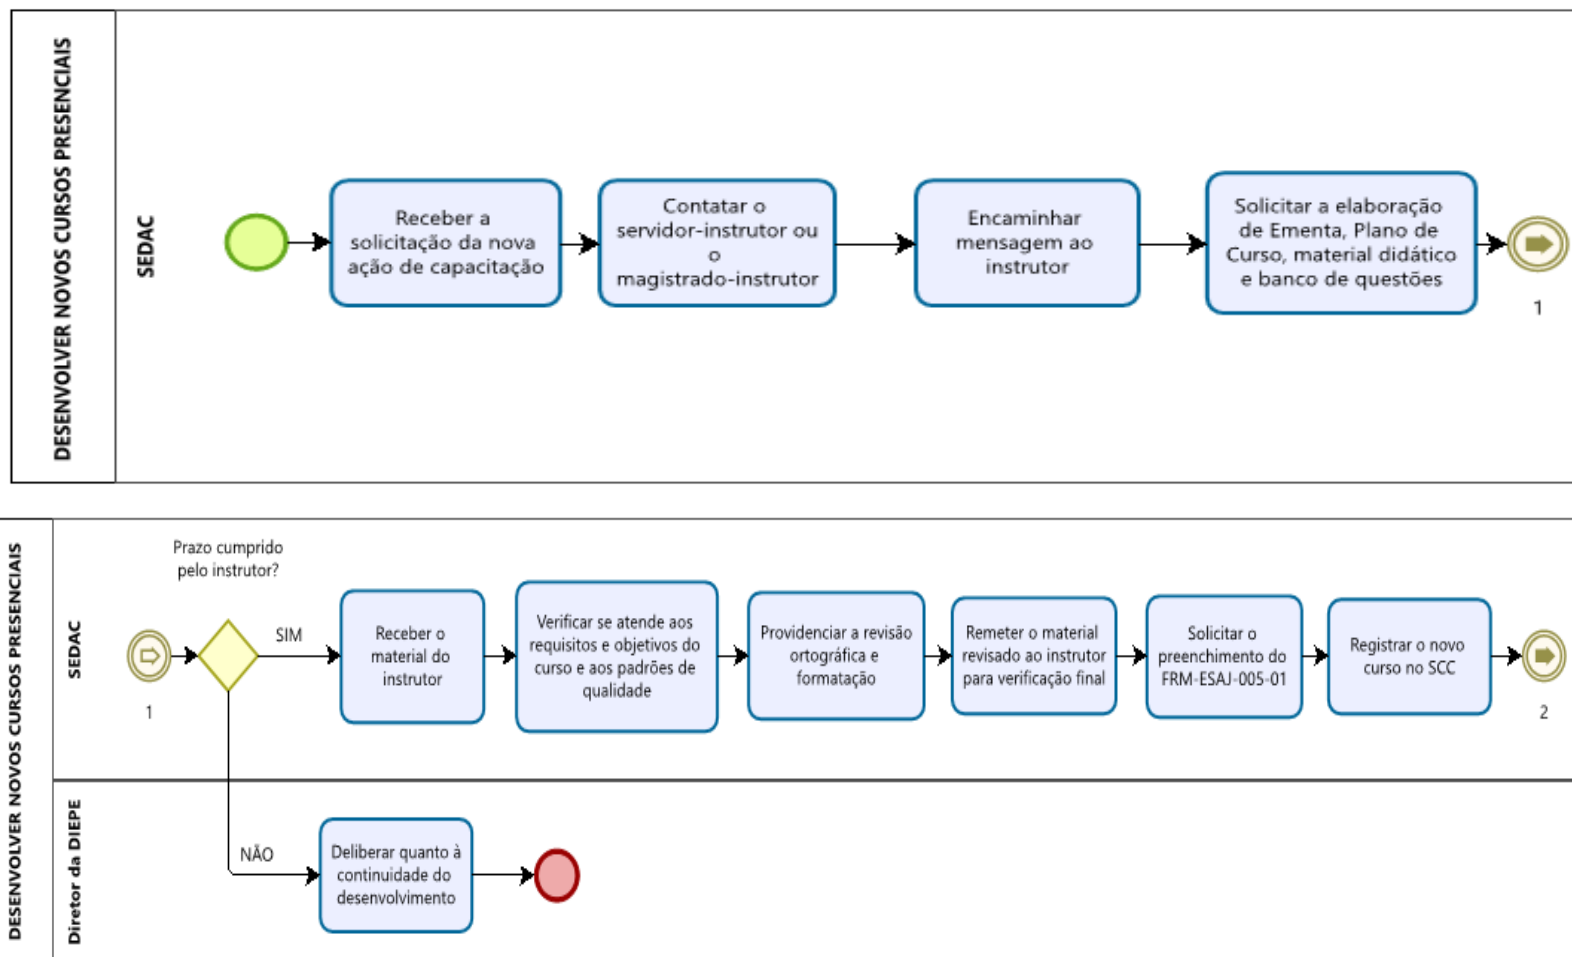 DESENVOLVER NOVOS CURSOS PRESENCIAIS
SEDAC
Receber a
solicitação da nova
ação de capacitação
Contatar o
servidor-instrutor ou
o
magistrado-instrutor
Encaminhar
mensagem ao
instrutor
Solicitar a elaboração
de Ementa, Plano de
Curso, material didático
e banco de questões
1
DESENVOLVER NOVOS CURSOS PRESENCIAIS
SEDAC
1
Prazo cumprido
pelo instrutor?
SIM
Receber o
material do
instrutor
Verificar se atende aos
requisitos e objetivos do
curso e aos padrões de
qualidade
Providenciar a revisão
ortográfica e
formatação
Remeter o material
revisado ao instrutor
para verificação final
Solicitar o
preenchimento do
FRM-ESAJ-005-01
Registrar o novo
curso no SCC
2
Diretor da DIEPE
NÃO
Deliberar quanto à
continuidade do
desenvolvimento